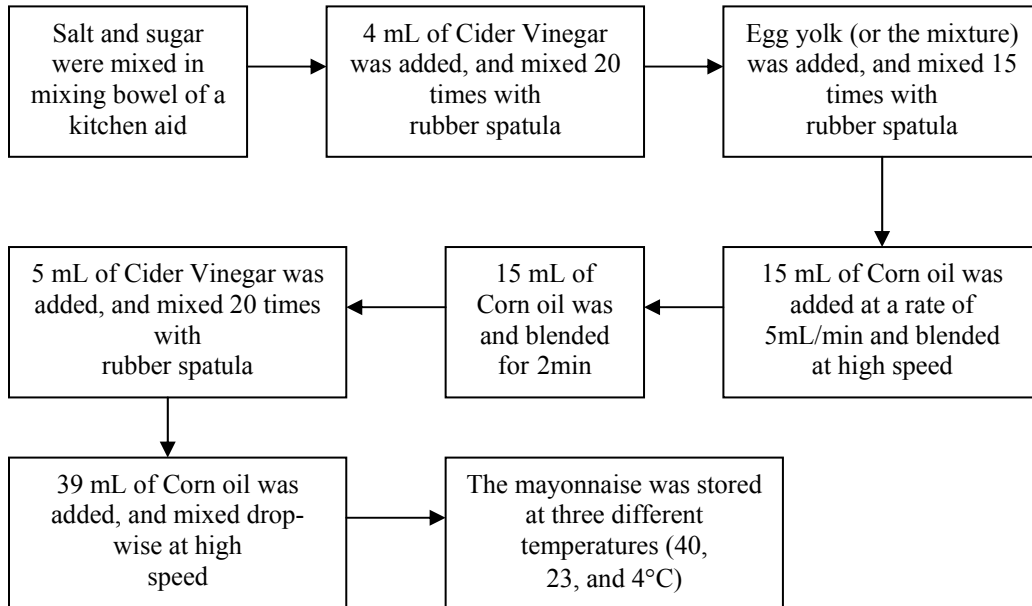 Salt and sugar
were mixed in
mixing bowel of a
kitchen aid
4 mL of Cider Vinegar
was added, and mixed 20
times with
rubber spatula
Egg yolk (or the mixture)
was added, and mixed 15
times with
rubber spatula
15 mL of Corn oil was
added at a rate of
5mL/min and blended
at high speed
15 mL of
Corn oil was
and blended
for 2min
5 mL of Cider Vinegar was
added, and mixed 20 times
with
rubber spatula
39 mL of Corn oil was
added, and mixed drop-
wise at high
speed
The mayonnaise was stored
at three different
temperatures (40,
23, and 4°C)